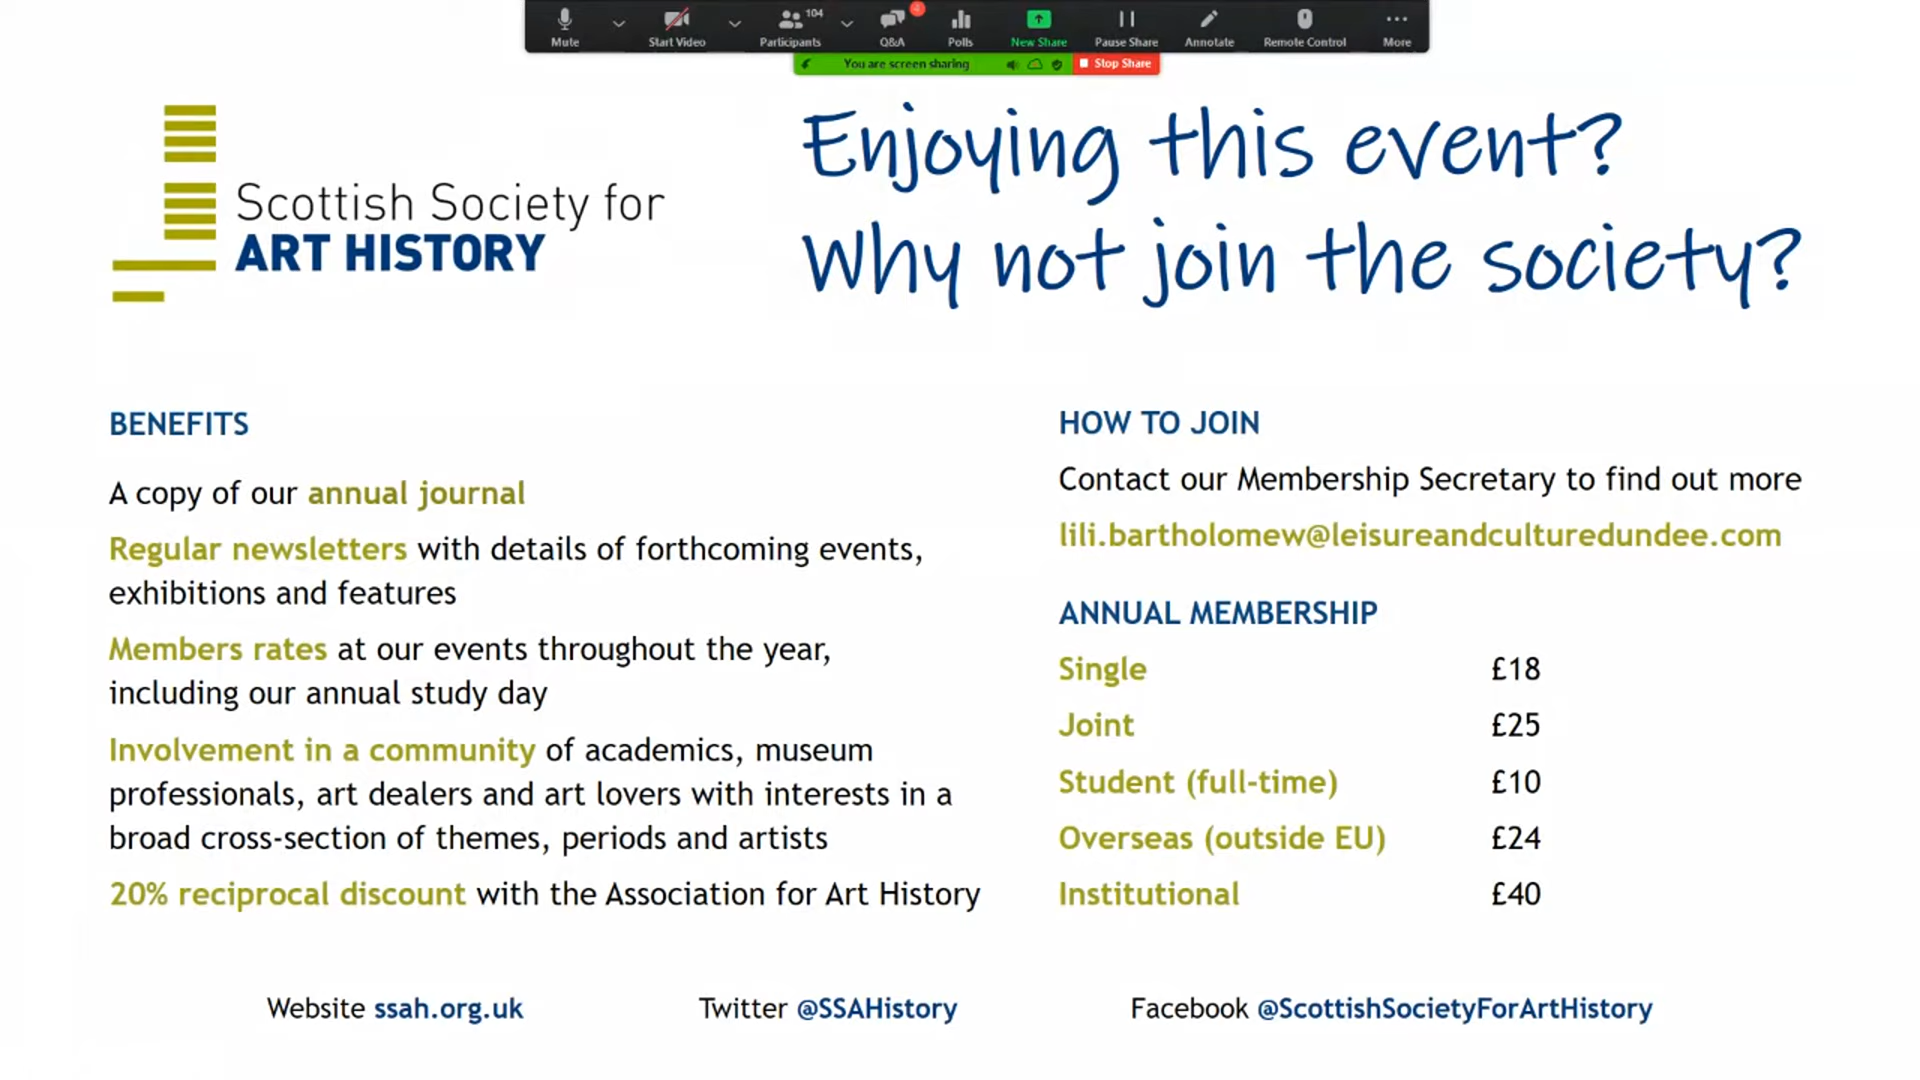 Mute
Start Video
Participants
104
Q&A
4
Polls
New Share
Pause Share
Annotate
Remote Control
More
You are screen sharing
Stop Share
Scottish Society for
ART HISTORY
Enjoying this event?
Why not join the society?
BENEFITS
A copy of our annual journal
Regular newsletters with details of forthcoming events,
exhibitions and features
Members rates at our events throughout the year,
including our annual study day
Involvement in a community of academics, museum
professionals, art dealers and art lovers with interests in a
broad cross-section of themes, periods and artists
20% reciprocal discount with the Association for Art History
HOW TO JOIN
Contact our Membership Secretary to find out more
lili.bartholomew@leisureandculturedundee.com
ANNUAL MEMBERSHIP
Single £18
Joint £25
Student (full-time) £10
Overseas (outside EU) £24
Institutional £40
Website ssah.org.uk
Twitter @SSAHistory
Facebook @ScottishSocietyForArtHistory